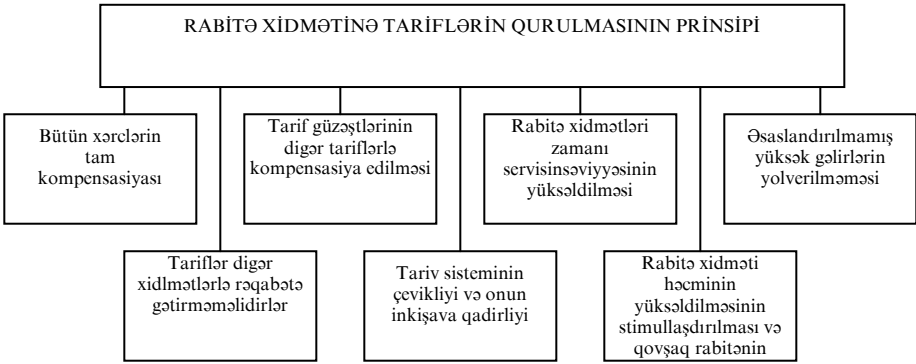 RABİTƏ XİDMƏTİNƏ TARİFLƏRİN QURULMASININ PRİNSİPİ
Bütün xərclərin
tam
kompensasiyası
Tarif güzəştlərinin
digər tariflərlə
kompensasiya edilməsi
Rabitə xidmətləri
zamanı
servisinsəviyyəsinin
yüksəldilməsi
Əsaslandırılmamış
yüksək gəlirlərin
yolverilməməsi
Tariflər digər
xidlmətlərlə rəqabətə
gətirməməlidirlər
Tariv sisteminin
çevikliyi və onun
inkişava qadirliyi
Rabitə xidməti
həcminin
yüksəldilməsinin
stimullaşdırılması və
qovşaq rabitənin